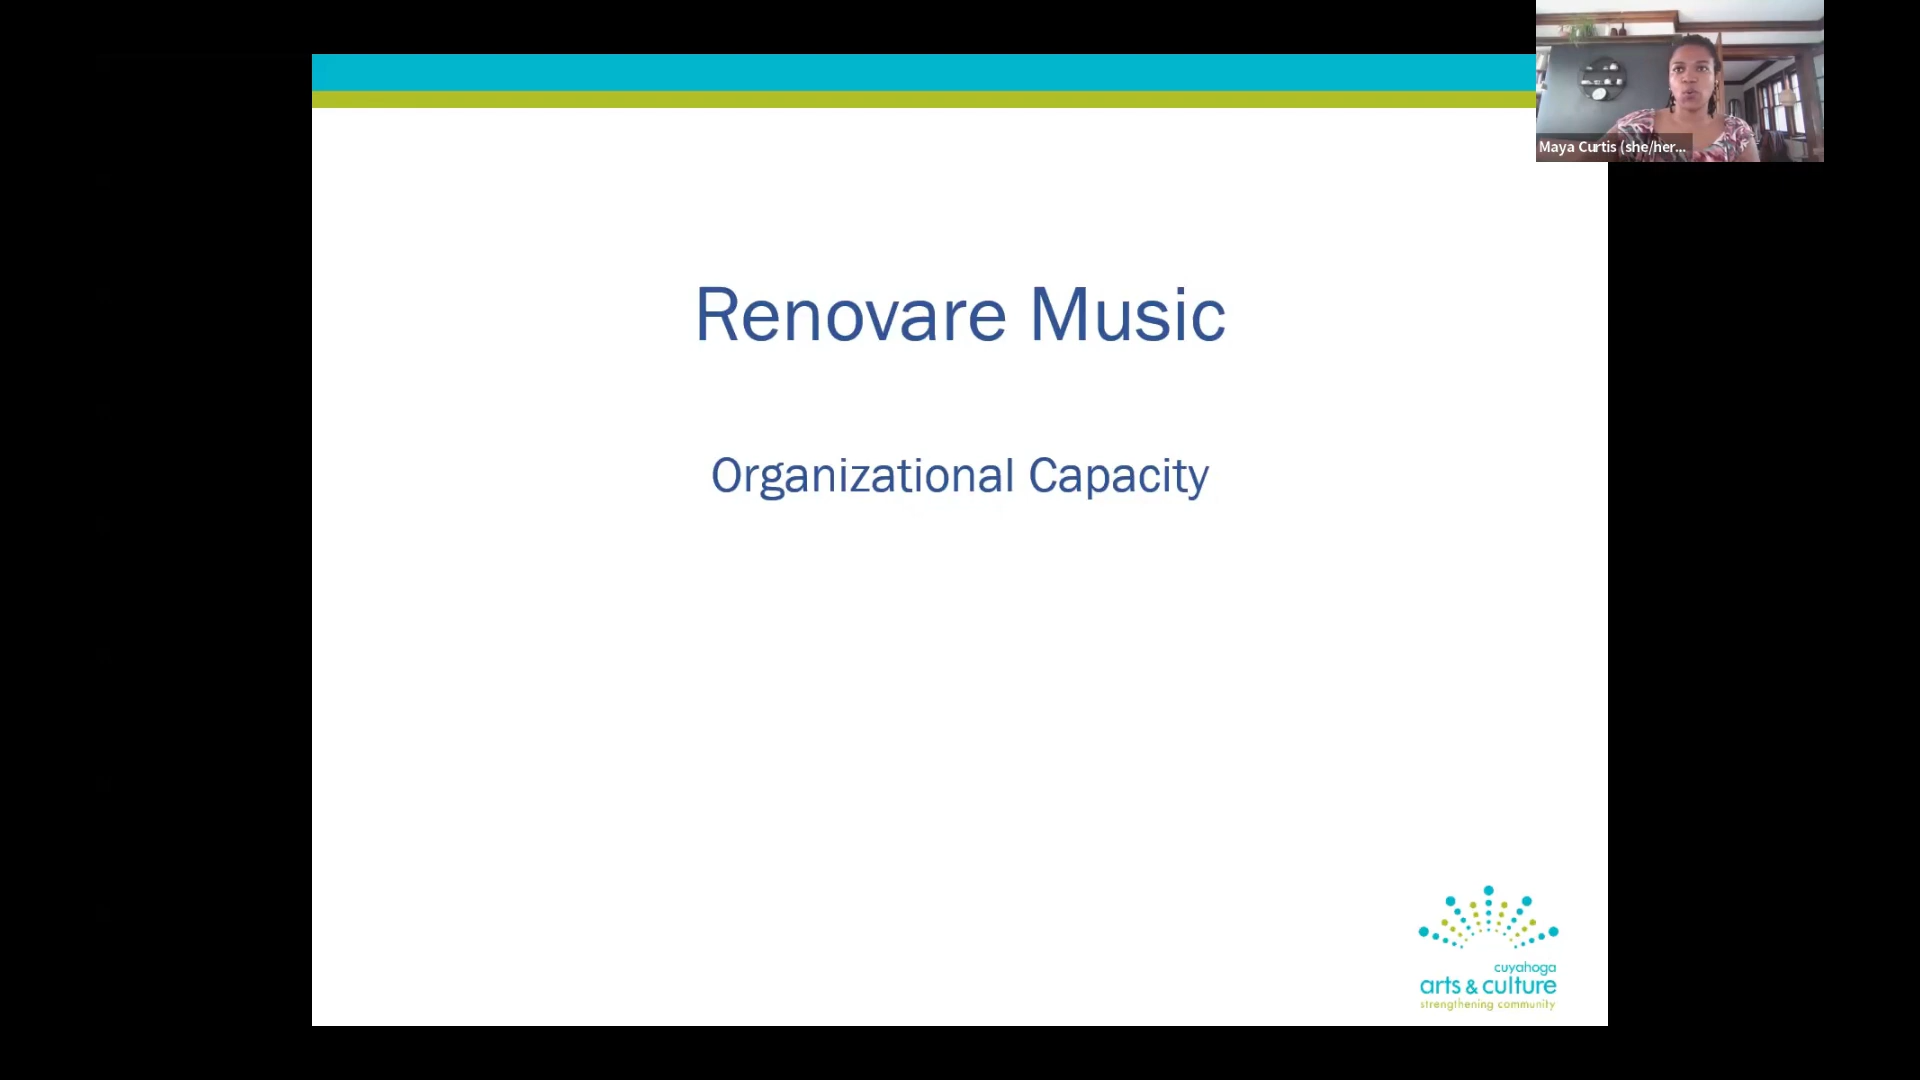 Maya Curtis (she/her...
Renovare Music
Organizational Capacity
cuyahoga
arts & culture
strengthening community